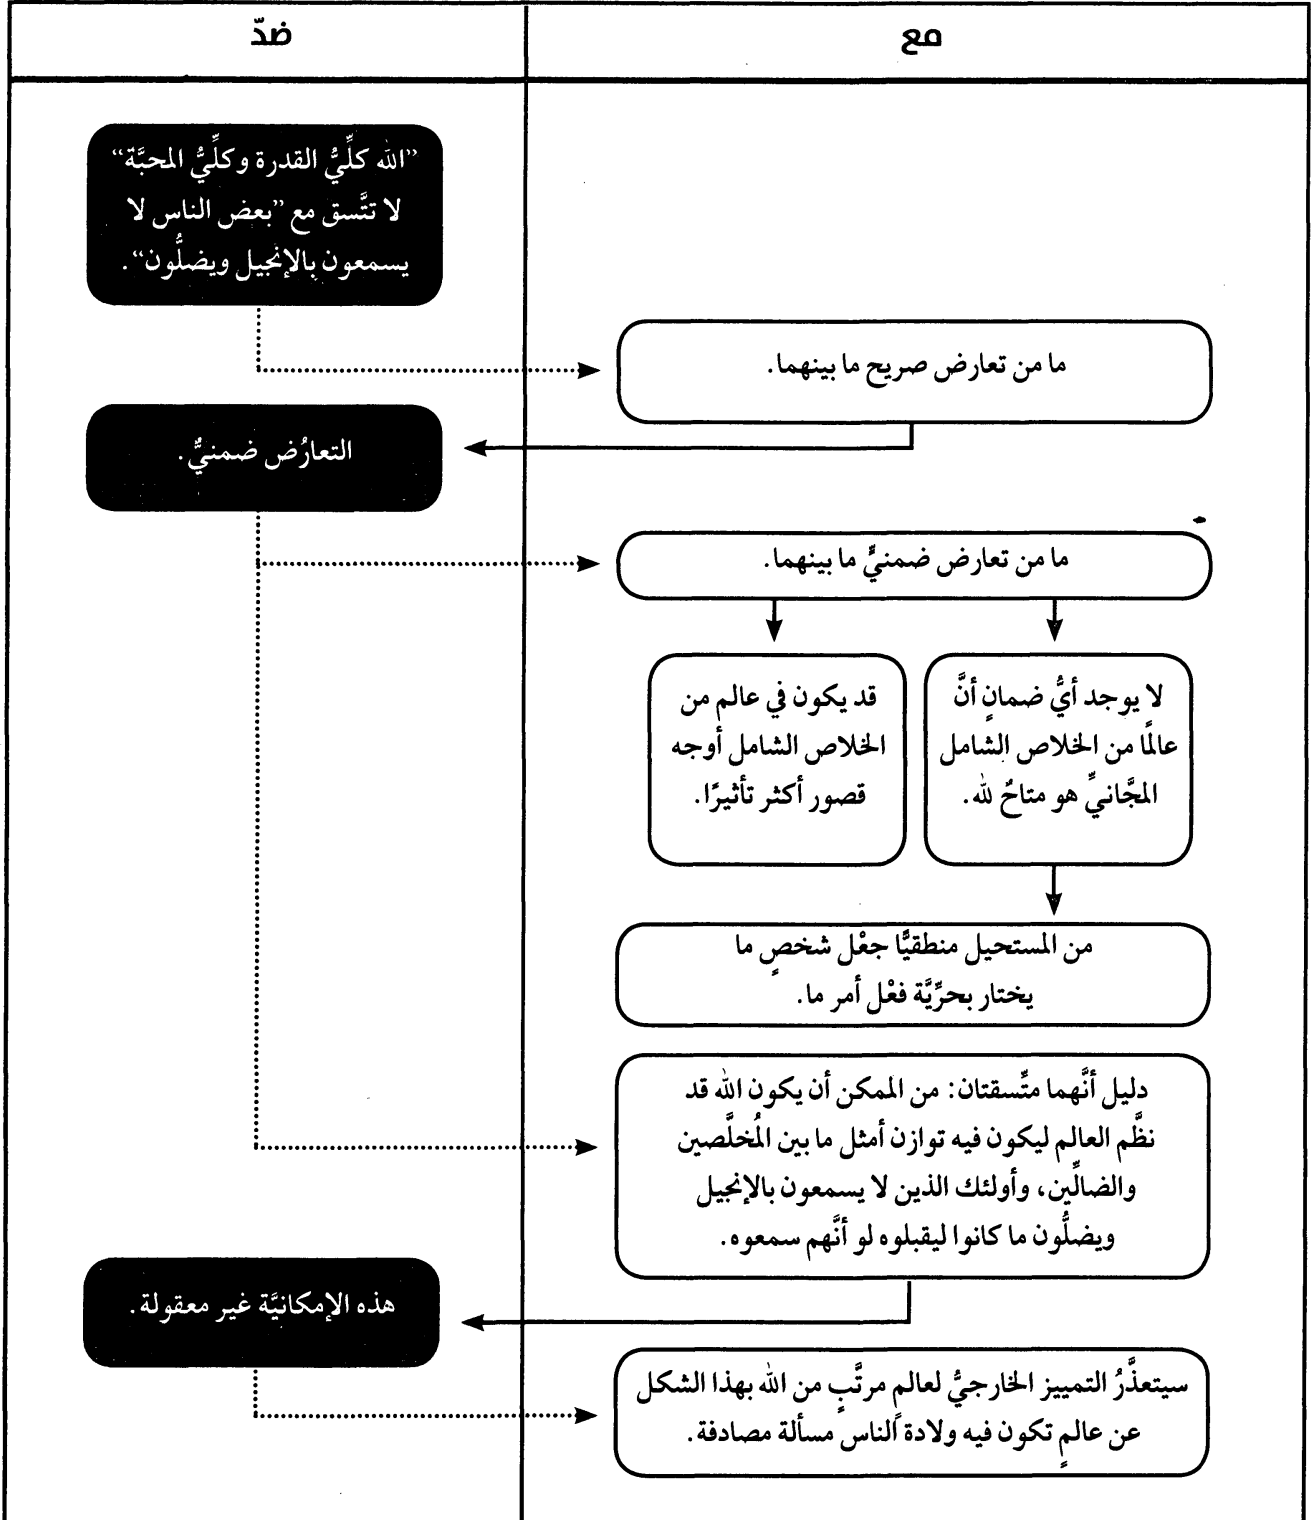 مع
ضدّ
”الله كلِّيُّ القدرة وكلِّيُّ المحبَّة“
لا تتَّسق مع ”بعض الناس لا
يسمعون بالإنجيل ويضلُّون“.
ما من تعارض صريح ما بينهما.
التعارُض ضمنيٌّ.
ما من تعارض ضمنيٍّ ما بينهما.
لا يوجد أيُّ ضمانٍ أنَّ
عالمًا من الخلاص الشامل
المجَّانيِّ هو متاحٌ لله.
قد يكون في عالم من
الخلاص الشامل أوجه
قصور أكثر تأثيرًا.
من المستحيل منطقيًّا جعْل شخصٍ ما
يختار بحرِّيَّة فعْل أمر ما.
دليل أنَّهما متَّسقتان: من الممكن أن يكون الله قد
نظَّم العالم ليكون فيه توازن أمثل ما بين المُخلَّصين
والضالِّين، وأولئك الذين لا يسمعون بالإنجيل
ويضلُّون ما كانوا ليقبلوه لو أنَّهم سمعوه.
هذه الإمكانيَّة غير معقولة.
سيتعذَّرُ التمييز الخارجيُّ لعالمٍ مرتَّبٍ من الله بهذا الشكل
عن عالمٍ تكون فيه ولادة الناس مسألة مصادفة.